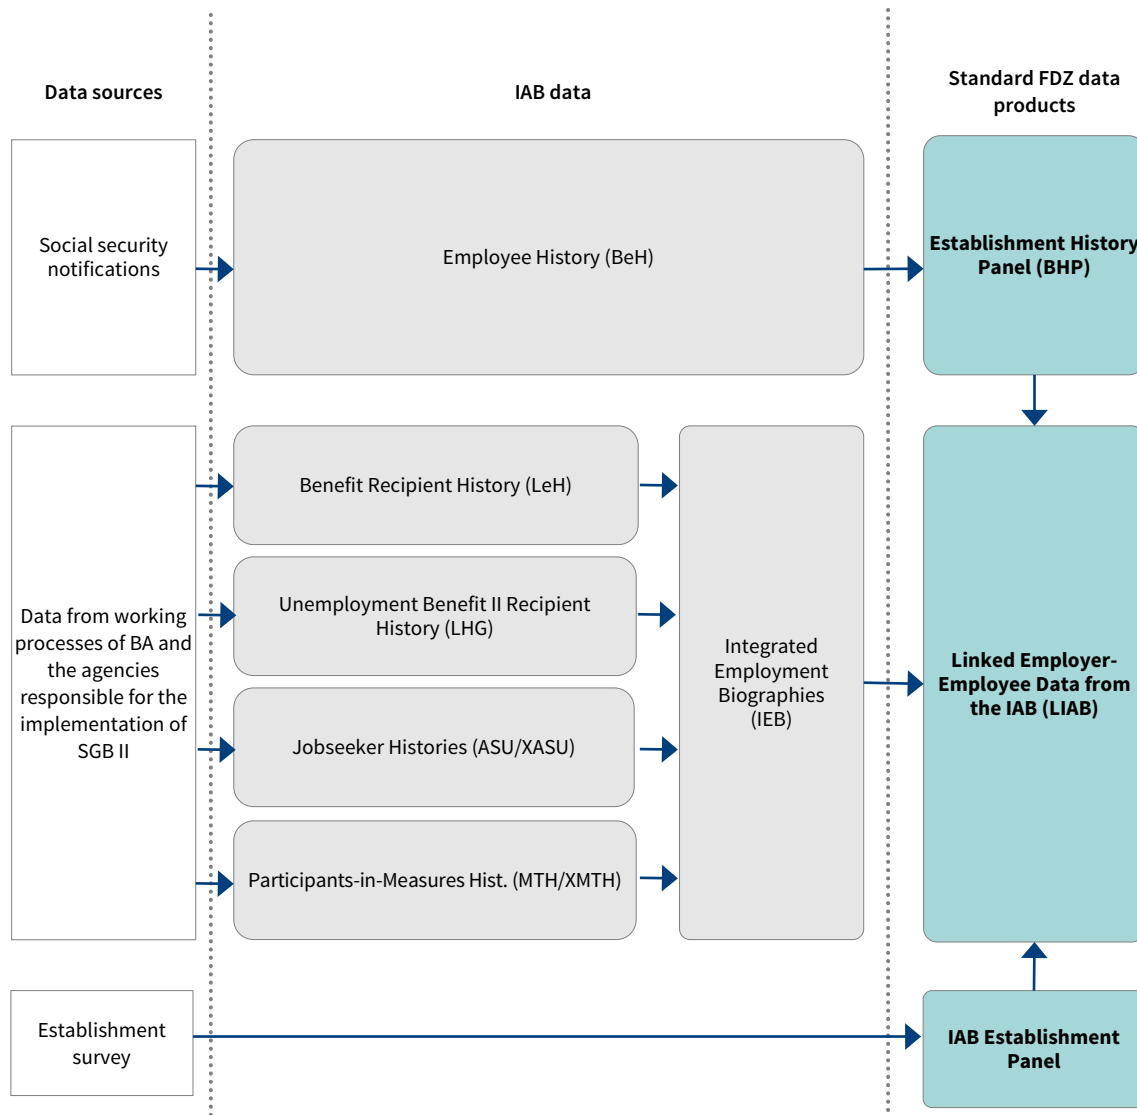 Data sources
IAB data
Standard FDZ data
products
Social security
notifications
Employee History (BeH)
Establishment History
Panel (BHP)
Data from working
processes of BA and
the agencies
responsible for the
implementation of
SGB II
Benefit Recipient History (LeH)
Unemployment Benefit II Recipient
History (LHG)
Jobseeker Histories (ASU/XASU)
Participants-in-Measures Hist. (MTH/XMTH)
Integrated
Employment
Biographies
(IEB)
Linked Employer-
Employee Data from
the IAB (LIAB)
Establishment
survey
IAB Establishment
Panel